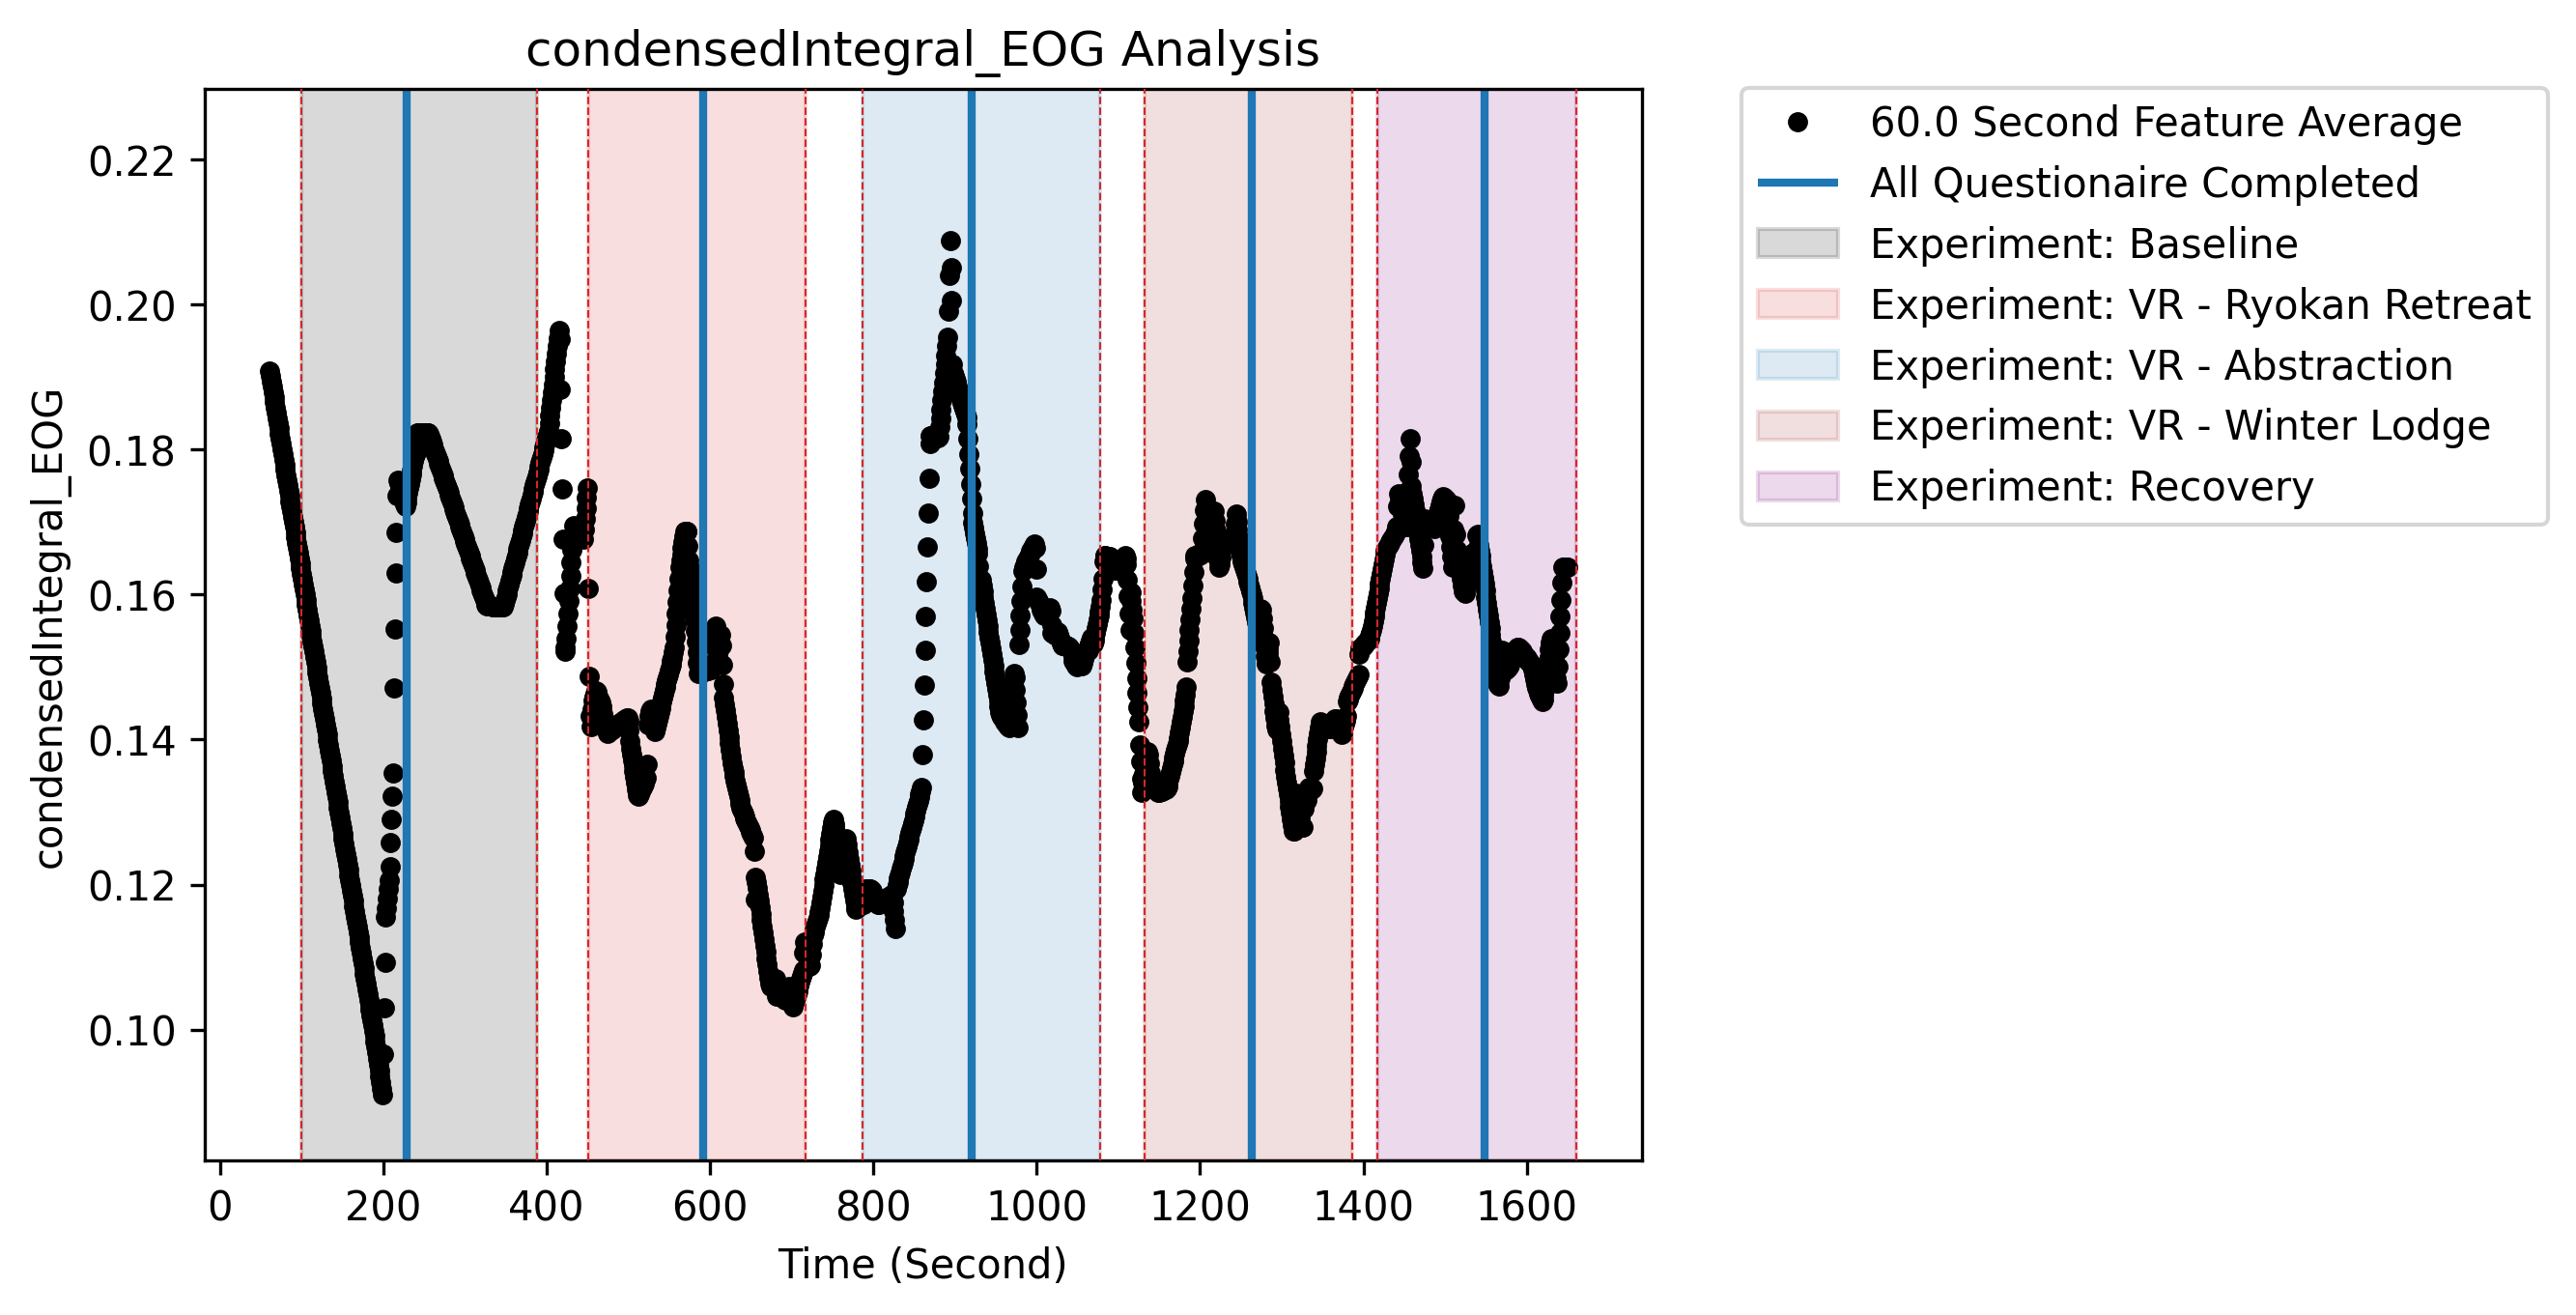 condensedIntegral_EOG Analysis
condensedIntegral_EOG
0.22
0.20
0.18
0.16
0.14
0.12
0.10
0 200 400 600 800 1000 1200 1400 1600
Time (Second)
60.0 Second Feature Average
All Questionaire Completed
Experiment: Baseline
Experiment: VR - Ryokan Retreat
Experiment: VR - Abstraction
Experiment: VR - Winter Lodge
Experiment: Recovery